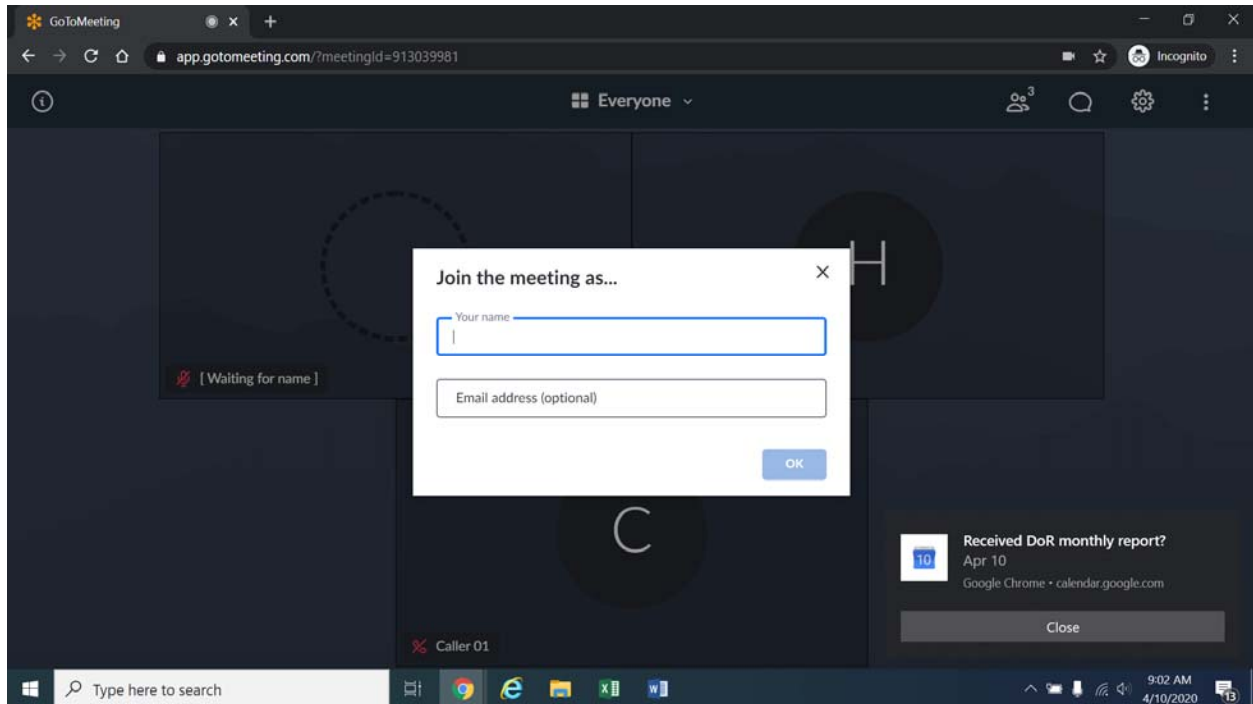 GoToMeeting
app.gotomeeting.com/?meetingId=913039981
Incognito
Everyone
3
H
Join the meeting as...
Your name
Email address (optional)
OK
[ Waiting for name ]
C
Caller 01
10
Received DoR monthly report?
Apr 10
Google Chrome • calendar.google.com
Close
Type here to search
9:02 AM
4/10/2020
13